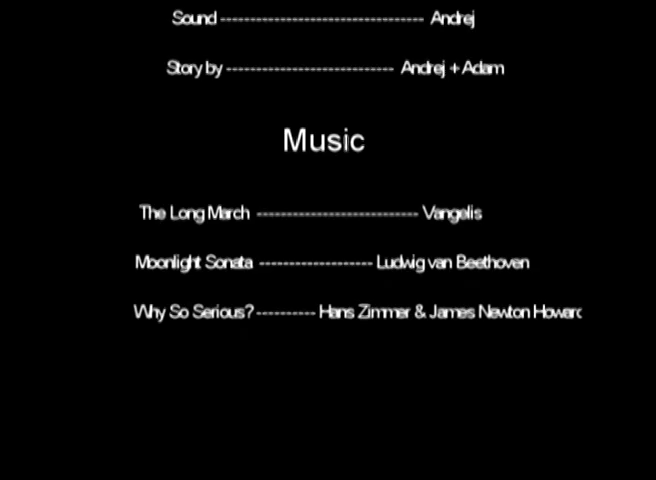 Sound ---------------------------------- Andrej
Story by ---------------------------- Andrej + Adam
Music
The Long March --------------------------- Vangelis
Moonlight Sonata ------------------- Ludwig van Beethoven
Why So Serious? ---------- Hans Zimmer & James Newton Howard